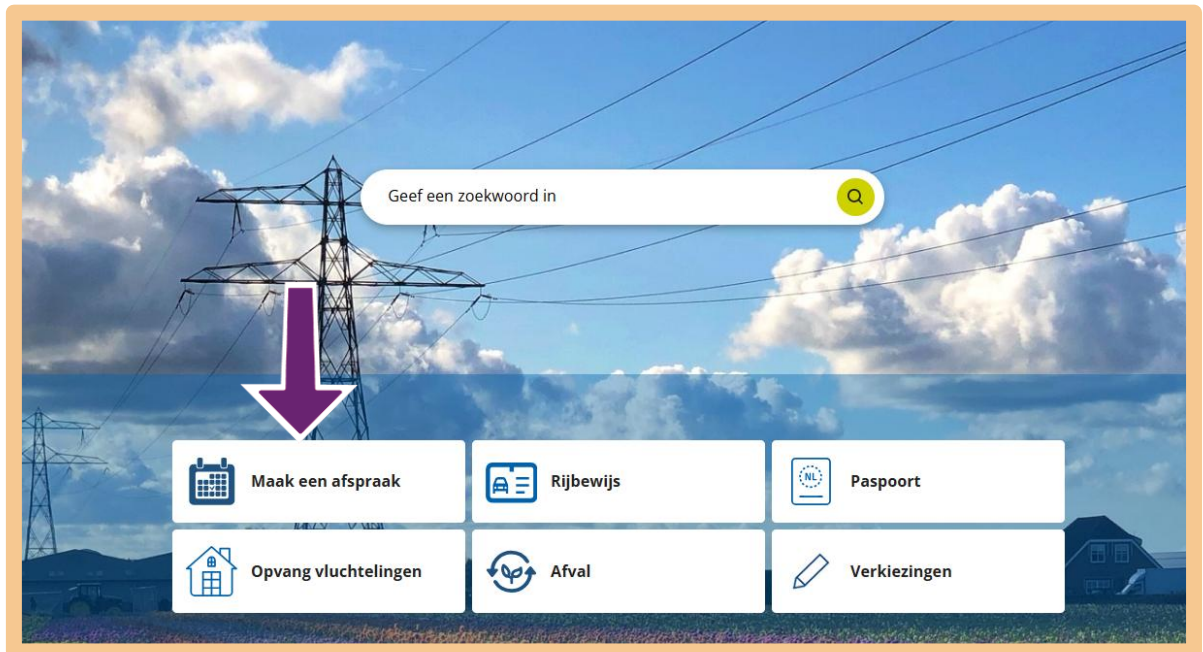 Geef een zoekwoord in
Maak een afspraak
Rijbewijs
NL
Paspoort
Opvang vluchtelingen
Afval
Verkiezingen